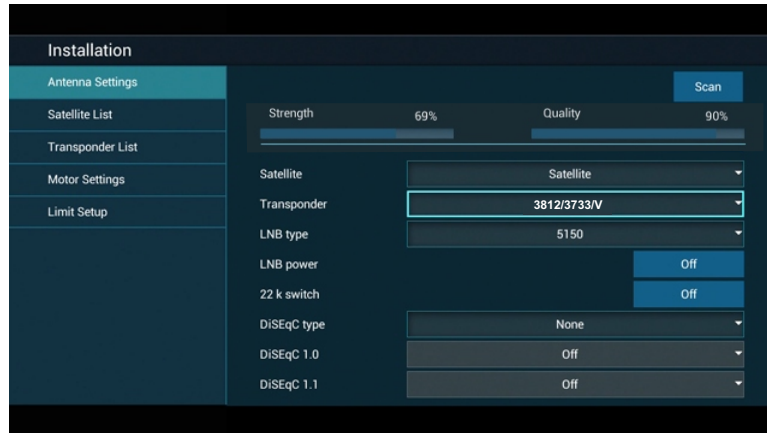 Installation
Antenna Settings
Satellite List
Transponder List
Motor Settings
Limit Setup
Scan
Strength 69% Quality 90%
Satellite Satellite
Transponder 3812/3733/V
LNB type 5150
LNB power Off
22 k switch Off
DiSEqC type None
DiSEqC 1.0 Off
DiSEqC 1.1 Off